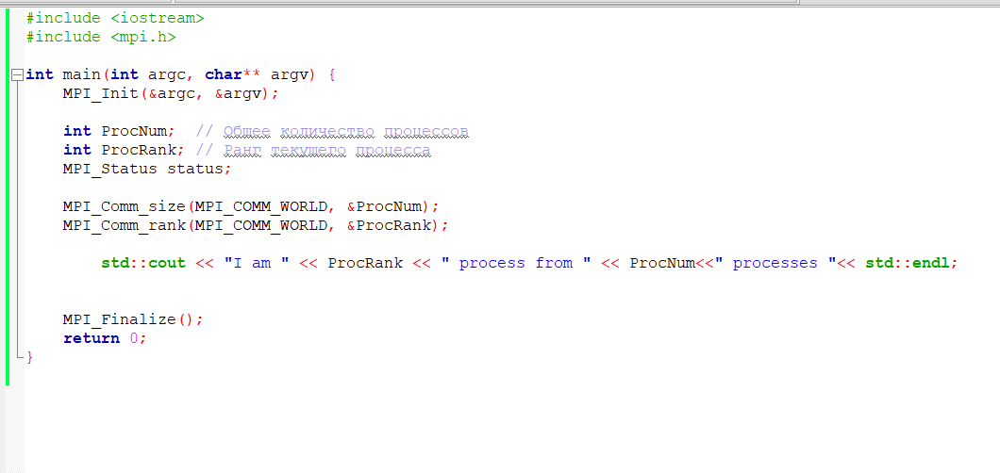 #include <iostream>
#include <mpi.h>
int main(int argc, char** argv) {
MPI_Init(&argc, &argv);
int ProcNum;  // Общее количество процессов
int ProcRank; // Ранг текущего процесса
MPI_Status status;
MPI_Comm_size(MPI_COMM_WORLD, &ProcNum);
MPI_Comm_rank(MPI_COMM_WORLD, &ProcRank);
std::cout << "I am " << ProcRank << " process from " << ProcNum<<" processes "<< std::endl;
MPI_Finalize();
return 0;
}